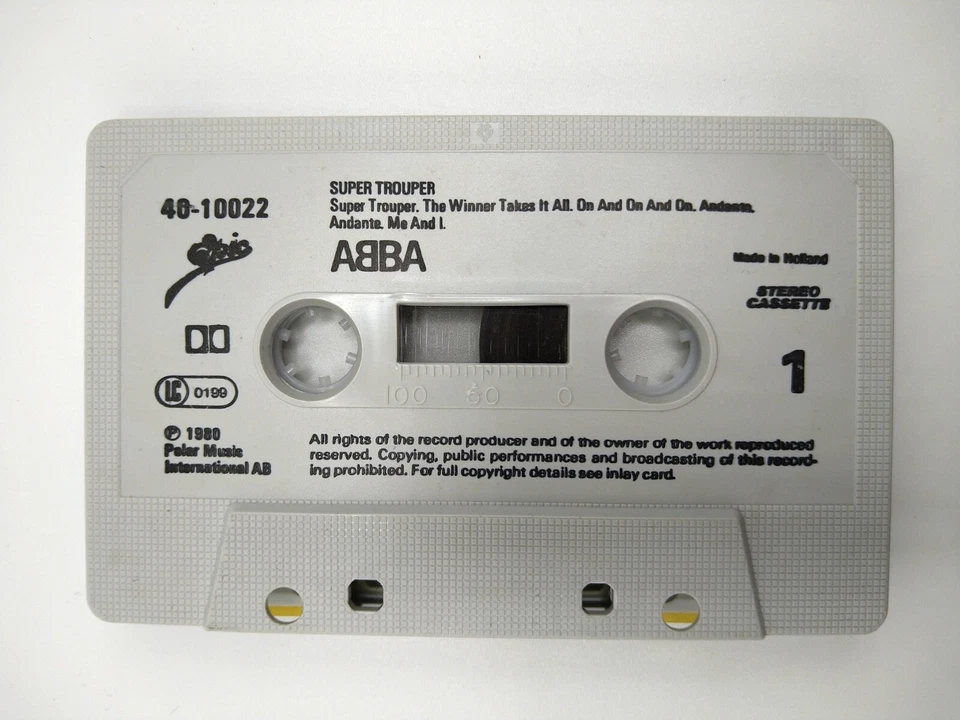 SUPER TROUPER
Super Trouper. The Winner Takes It All. On And On And On. Andante,
Andante. Me And I.
40-10022
ABBA
Epic
Made in Holland
STEREO
CASSETTE
1
100 50 0
LC 0199
℗ 1980
Polar Music
International AB
All rights of the record producer and of the owner of the work reproduced
reserved. Copying, public performances and broadcasting of this record-
ing prohibited. For full copyright details see inlay card.